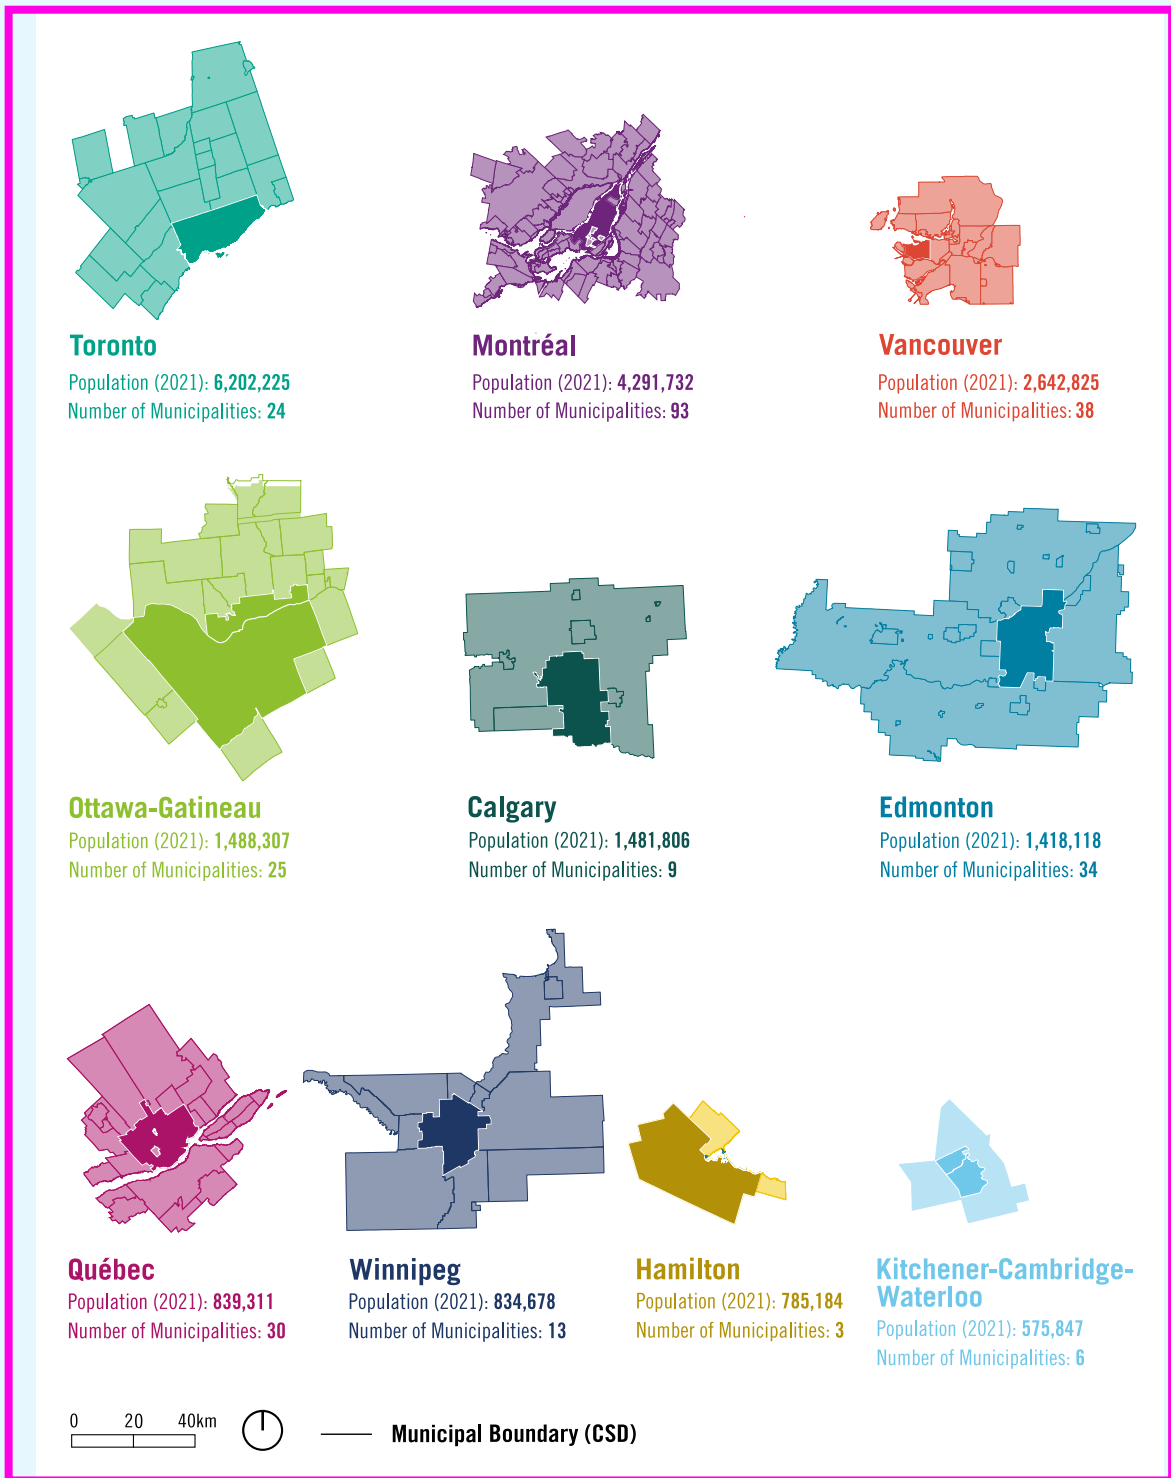 Toronto
Population (2021): 6,202,225
Number of Municipalities: 24
Montréal
Population (2021): 4,291,732
Number of Municipalities: 93
Vancouver
Population (2021): 2,642,825
Number of Municipalities: 38
Ottawa-Gatineau
Population (2021): 1,488,307
Number of Municipalities: 25
Calgary
Population (2021): 1,481,806
Number of Municipalities: 9
Edmonton
Population (2021): 1,418,118
Number of Municipalities: 34
Québec
Population (2021): 839,311
Number of Municipalities: 30
Winnipeg
Population (2021): 834,678
Number of Municipalities: 13
Hamilton
Population (2021): 785,184
Number of Municipalities: 3
Kitchener-Cambridge-
Waterloo
Population (2021): 575,847
Number of Municipalities: 6
0 20 40km
Municipal Boundary (CSD)